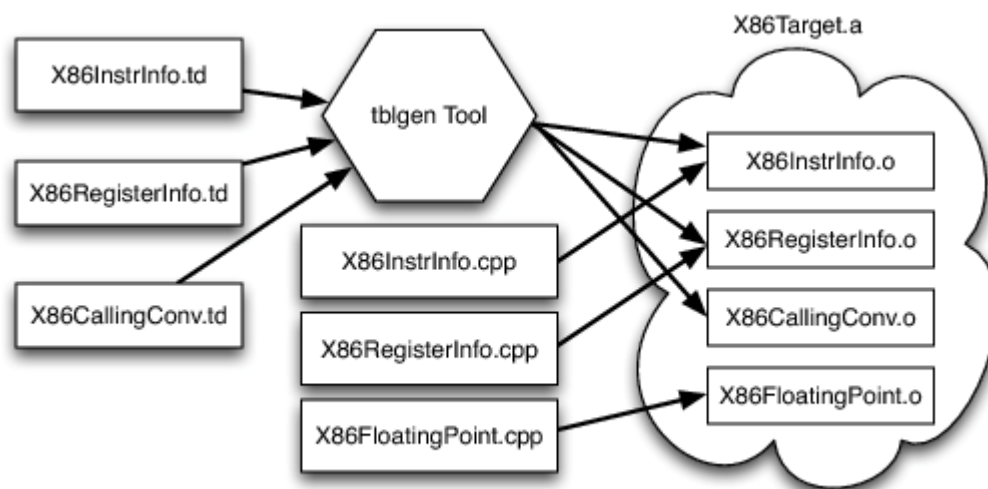 X86Target.a
X86InstrInfo.td
tblgen Tool
X86InstrInfo.o
X86RegisterInfo.td
X86RegisterInfo.o
X86InstrInfo.cpp
X86CallingConv.td
X86CallingConv.o
X86RegisterInfo.cpp
X86FloatingPoint.o
X86FloatingPoint.cpp